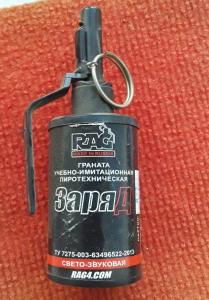 RAG
ГРАНАТА
УЧЕБНО-ИМИТАЦИОННАЯ
ПИРОТЕХНИЧЕСКАЯ
ЗаряД
ТУ 7275-003-63496522-2013
СВЕТО-ЗВУКОВАЯ
RAG4.COM